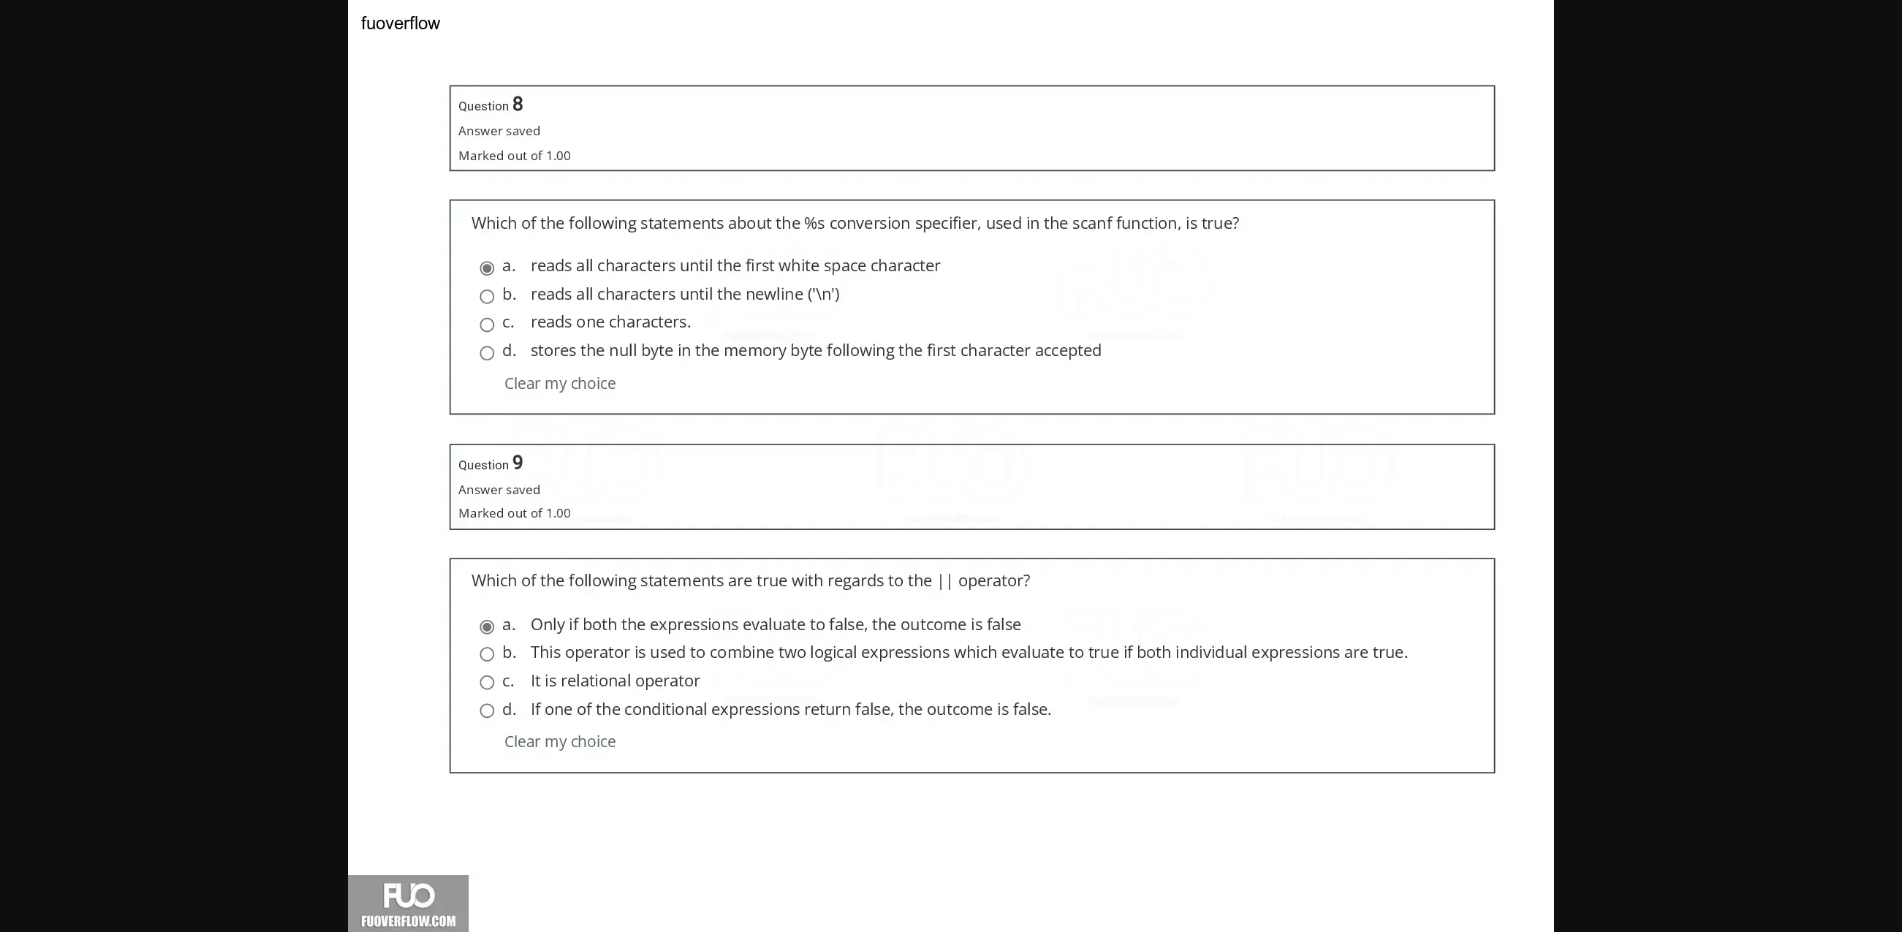 fuoverflow
Question 8
Answer saved
Marked out of 1.00
Which of the following statements about the %s conversion specifier, used in the scanf function, is true?
a. reads all characters until the first white space character
b. reads all characters until the newline ('\n')
c. reads one characters.
d. stores the null byte in the memory byte following the first character accepted
Clear my choice
Question 9
Answer saved
Marked out of 1.00
Which of the following statements are true with regards to the || operator?
a. Only if both the expressions evaluate to false, the outcome is false
b. This operator is used to combine two logical expressions which evaluate to true if both individual expressions are true.
c. It is relational operator
d. If one of the conditional expressions return false, the outcome is false.
Clear my choice
FUO
FUOVERFLOW.COM